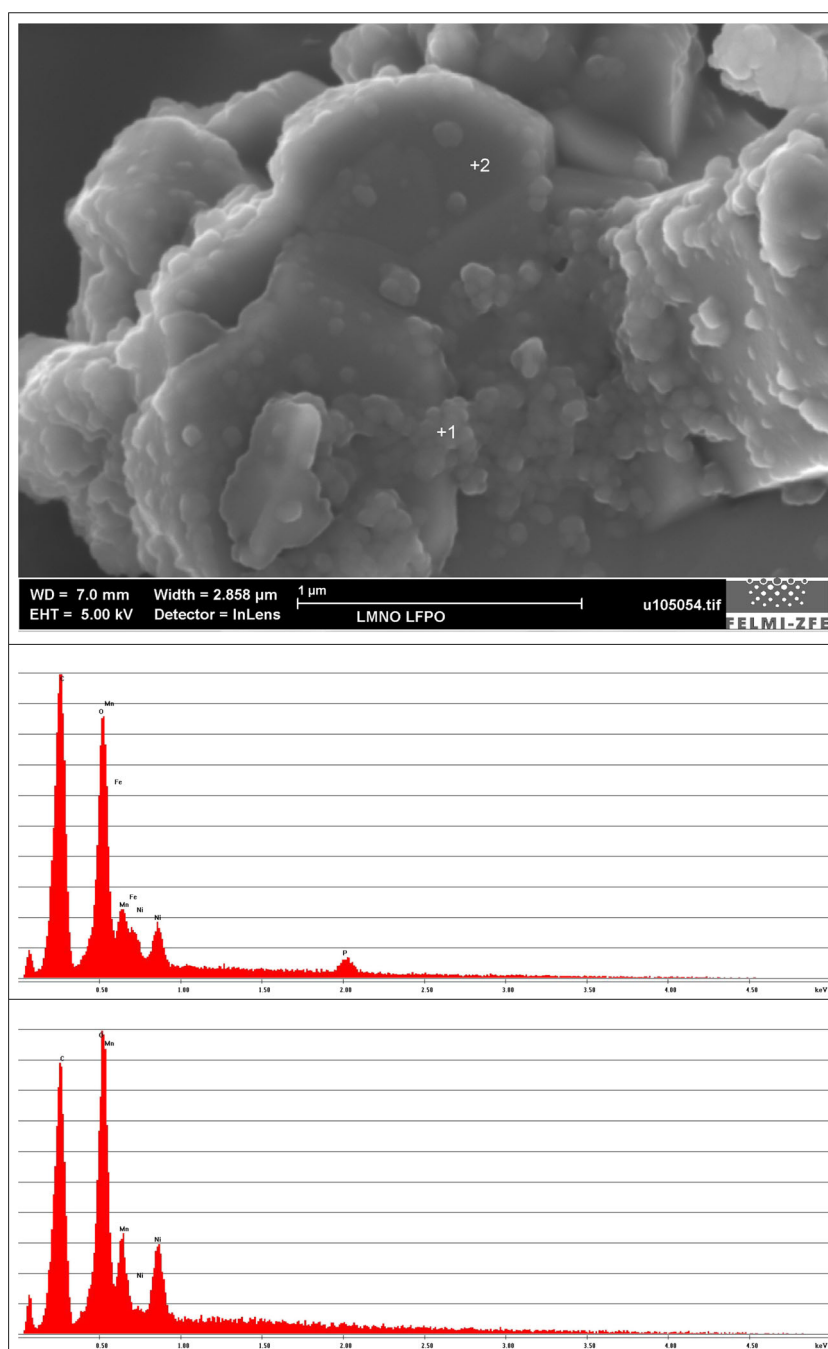 +2
+1
WD = 7.0 mm Width = 2.858 µm 1 µm
EHT = 5.00 kV Detector = InLens LMNO LFPO u105054.tif FELMI-ZFE
C
Mn
O
Fe
Fe
Mn Ni
Ni
P
0.50 1.00 1.50 2.00 2.50 3.00 3.50 4.00 4.50 keV
O
Mn
C
Mn
Ni
Ni
0.50 1.00 1.50 2.00 2.50 3.00 3.50 4.00 4.50 keV